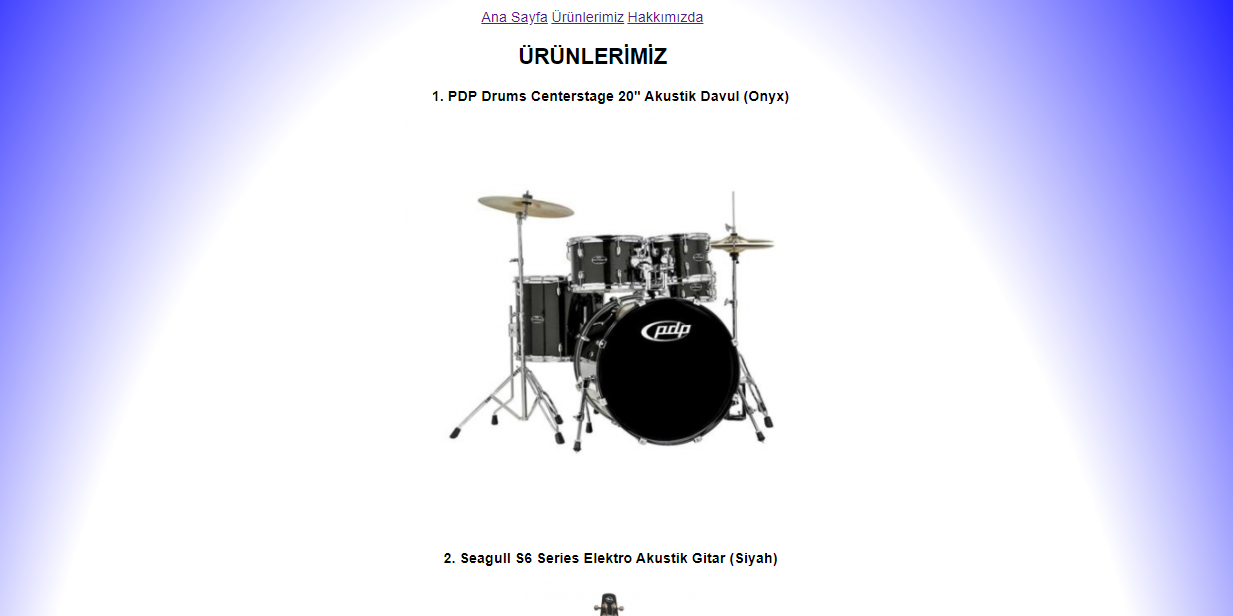 Ana Sayfa Ürünlerimiz Hakkımızda
ÜRÜNLERİMİZ
1. PDP Drums Centerstage 20" Akustik Davul (Onyx)
pdp
2. Seagull S6 Series Elektro Akustik Gitar (Siyah)